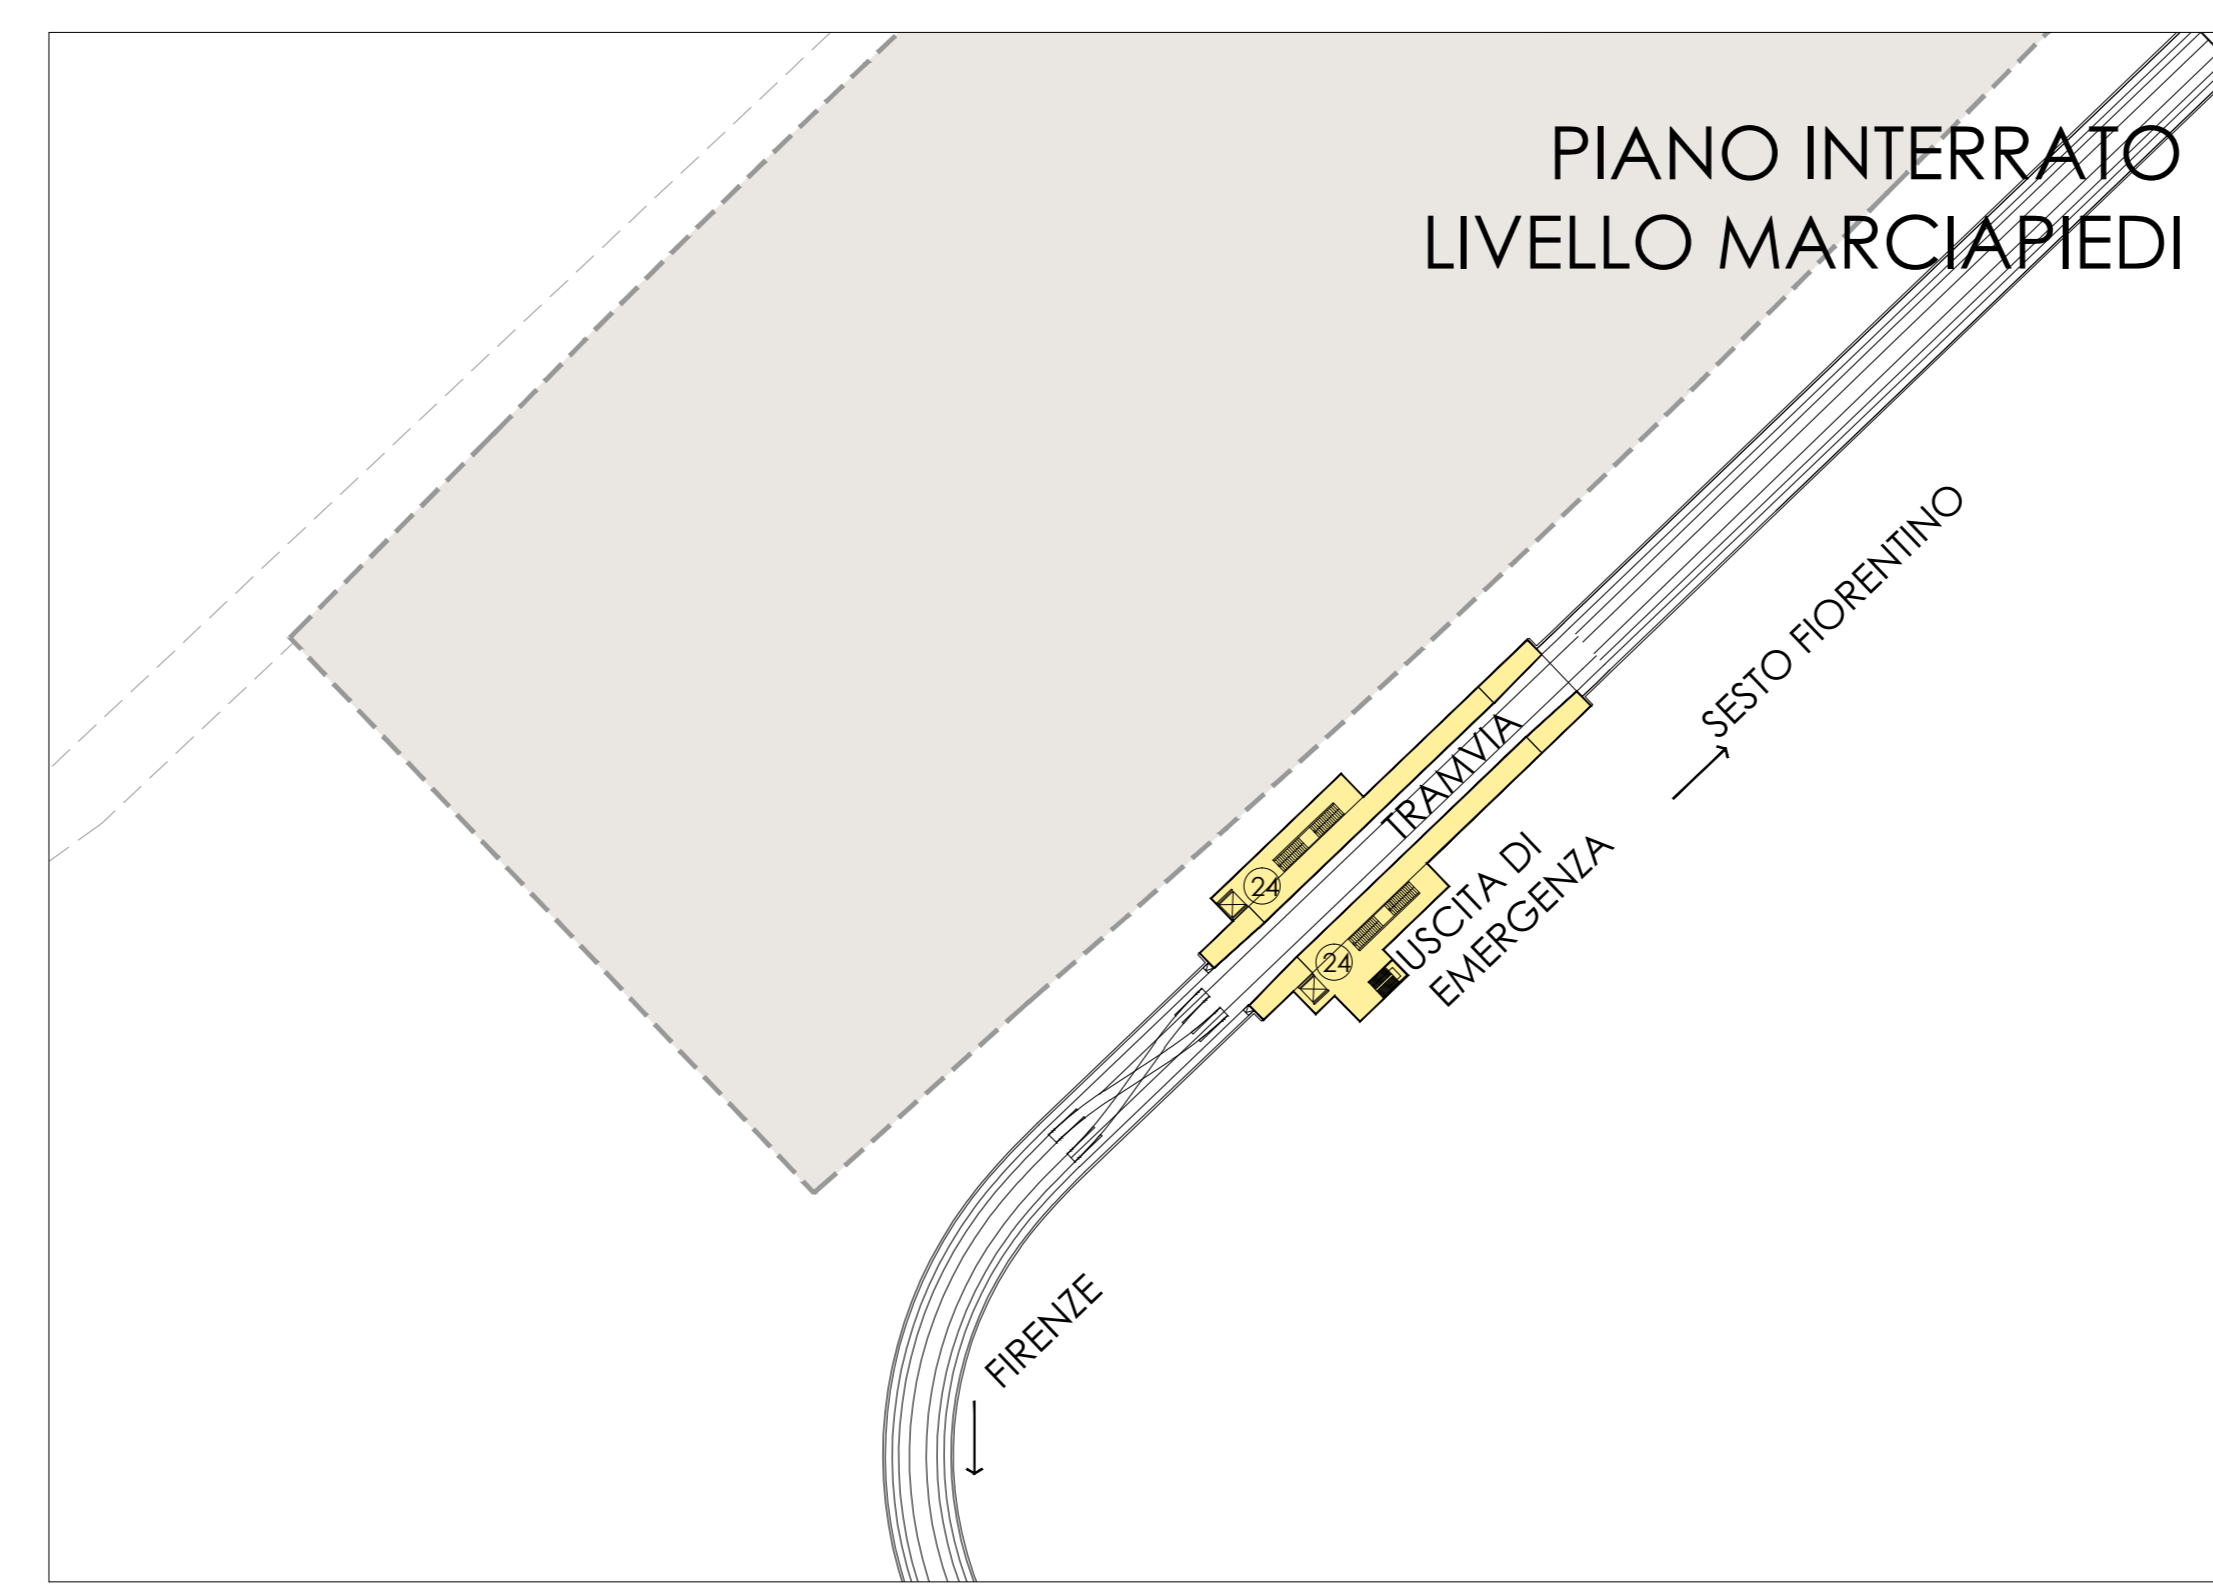 PIANO INTERRATO
LIVELLO MARCIAPIEDI
SESTO FIORENTINO
TRAMVIA
24
USCITA DI
EMERGENZA
24
FIRENZE